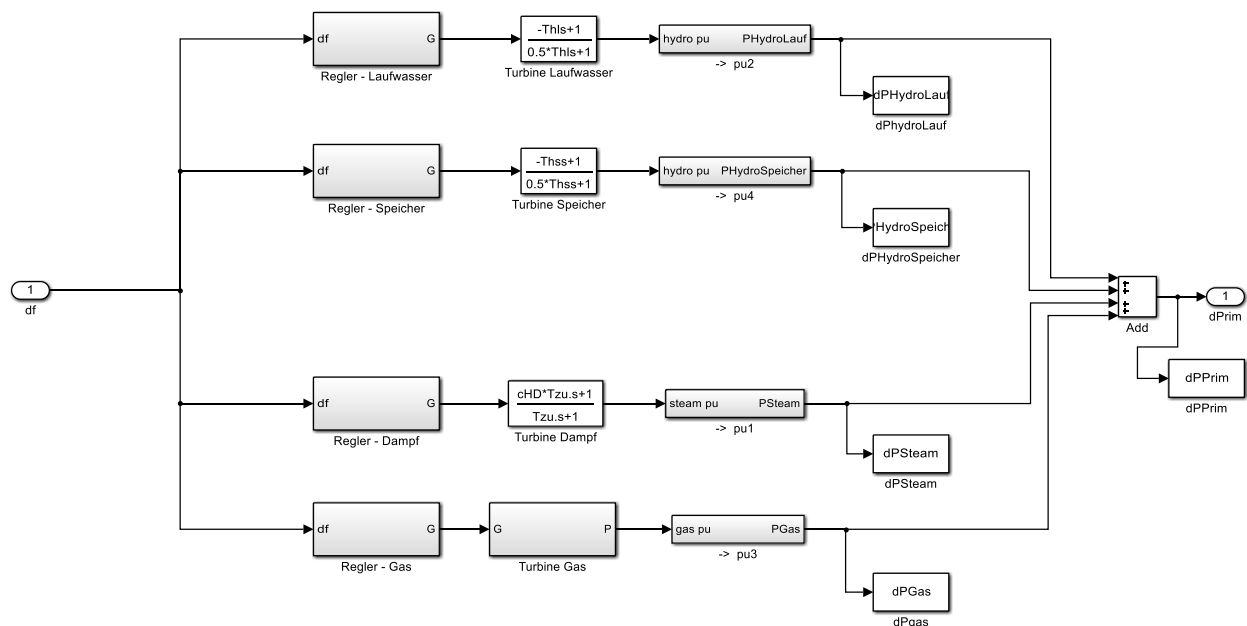 df
G
Regler - Laufwasser
-Thls+1
0.5*Thls+1
Turbine Laufwasser
hydro pu
PHydroLauf
-> pu2
dPHydroLauf
dPhydroLauf
df
G
Regler - Speicher
-Thss+1
0.5*Thss+1
Turbine Speicher
hydro pu
PHydroSpeicher
-> pu4
HydroSpeich
dPHydroSpeicher
1
df
+
+
+
+
Add
1
dPrim
dPPrim
dPPrim
df
G
Regler - Dampf
cHD*Tzu.s+1
Tzu.s+1
Turbine Dampf
steam pu
PSteam
-> pu1
dPSteam
dPSteam
df
G
Regler - Gas
G
P
Turbine Gas
gas pu
PGas
-> pu3
dPGas
dPgas